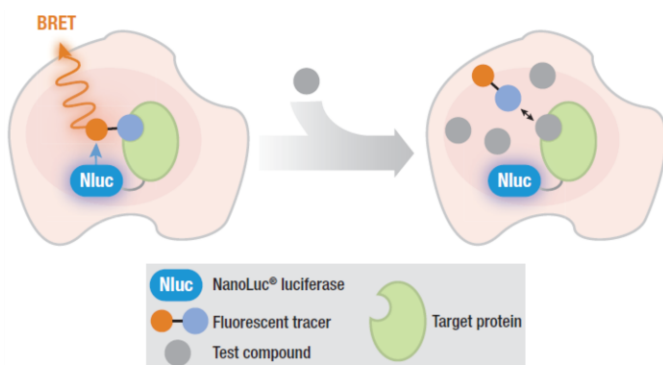 BRET
Nluc
Nluc
Nluc NanoLuc® luciferase
Fluorescent tracer
Target protein
Test compound